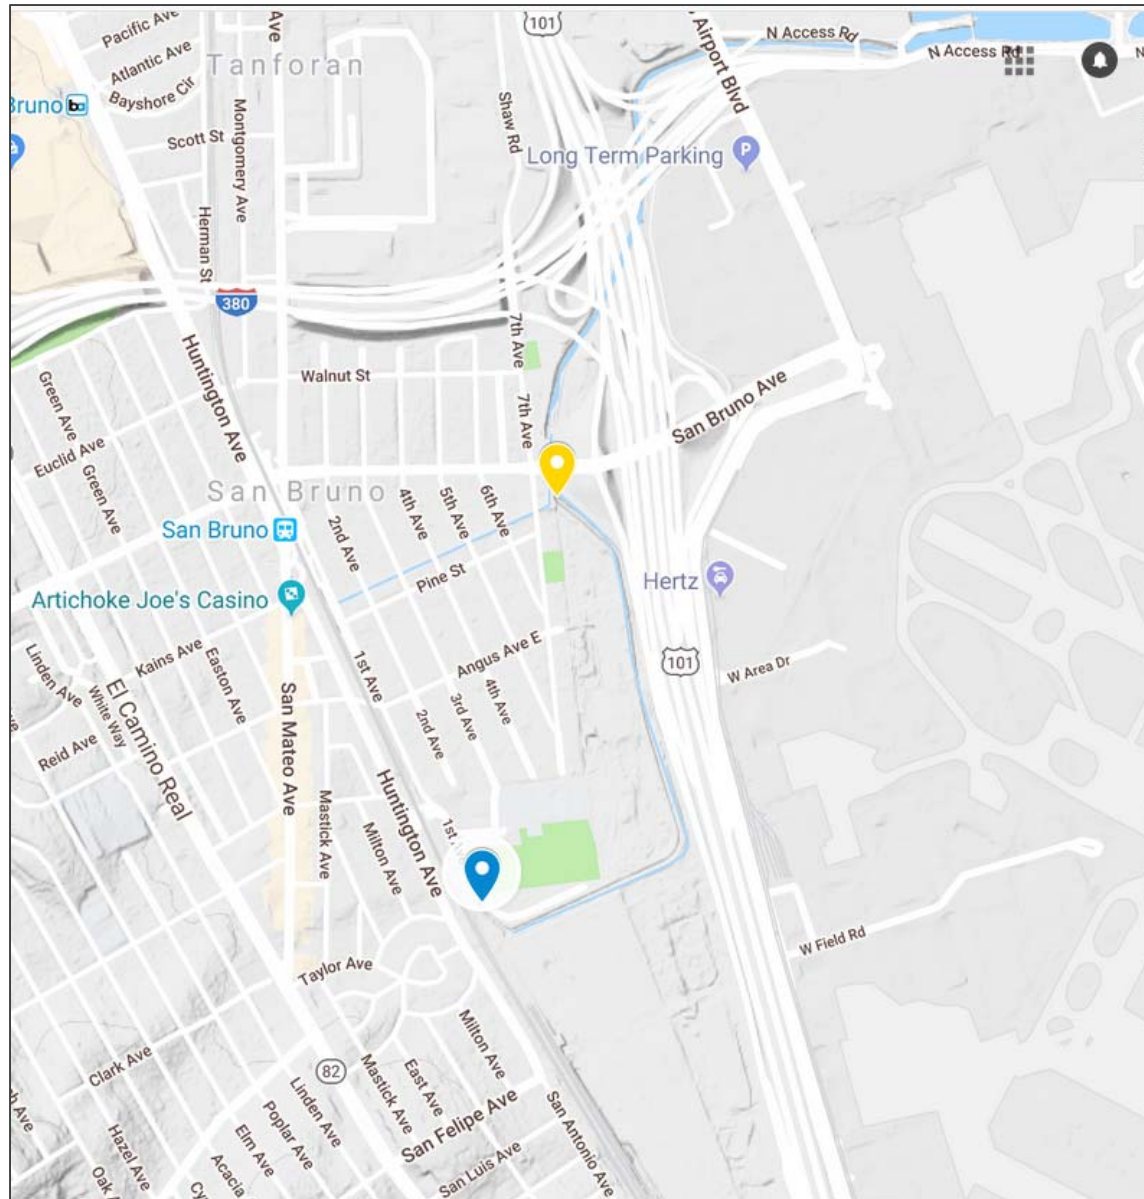 Pacific Ave
Ave
101
N Access Rd
N Access Rd
N
Atlantic Ave
Tanforan
Airport Blvd
Bayshore Cir
Bruno ba
Shaw Rd
Montgomery Ave
Scott St
Long Term Parking
P
Herman St
380
7th Ave
Huntington Ave
Walnut St
Green Ave
7th Ave
San Bruno Ave
Euclid Ave
Green Ave
San Bruno
4th Ave
5th Ave
6th Ave
2nd Ave
San Bruno
Pine St
Hertz
Artichoke Joe's Casino
Kains Ave
Angus Ave E
Linden Ave
White Way
Easton Ave
1st Ave
101
W Area Dr
El Camino Real
San Mateo Ave
4th Ave
3rd Ave
2nd Ave
Reid Ave
Huntington Ave
Mastick Ave
Milton Ave
1st
W Field Rd
Taylor Ave
Clark Ave
82
Milton Ave
East Ave
Mastick Ave
Linden Ave
Poplar Ave
San Felipe Ave
San Antonio Ave
Hazel Ave
Elm Ave
Acacia
San Luis Ave
Oak
Cy